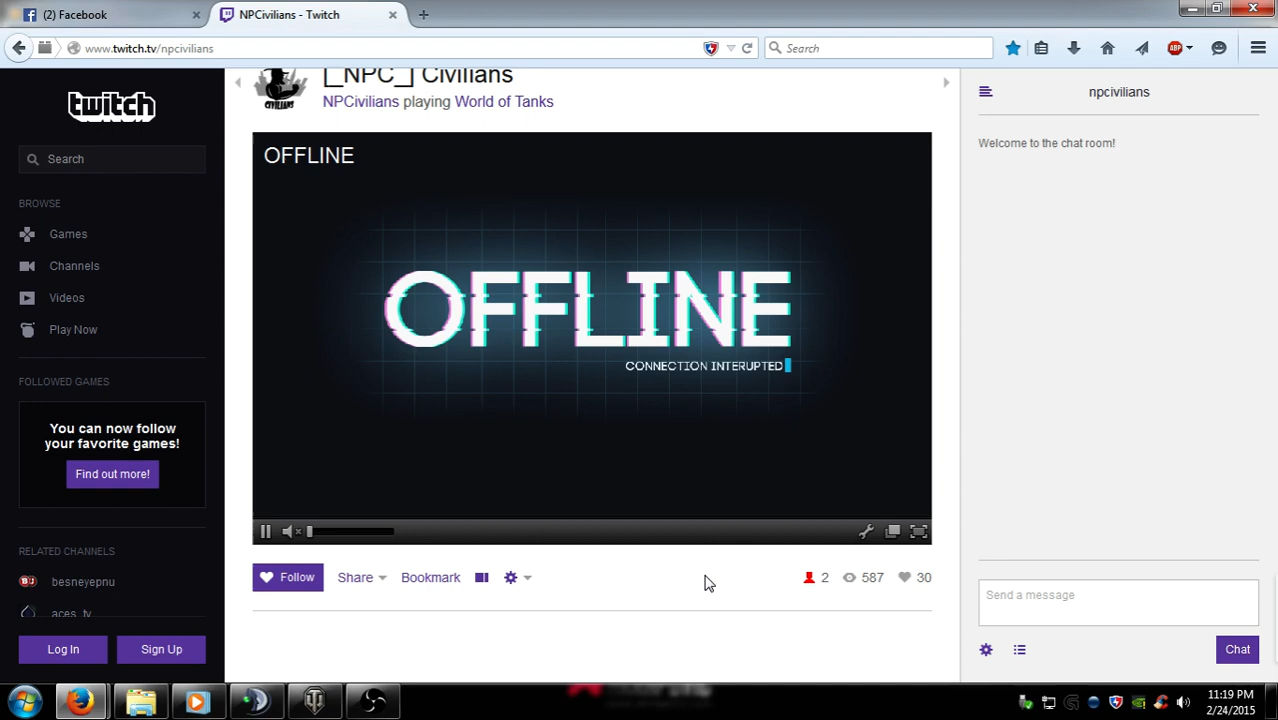 (2) Facebook
NPCivilians - Twitch
www.twitch.tv/npcivilians
Search
ABP
twitch
Search
BROWSE
Games
Channels
Videos
Play Now
FOLLOWED GAMES
You can now follow
your favorite games!
Find out more!
RELATED CHANNELS
besneyepnu
aces_tv
Log In
Sign Up
CIVILIANS
[_NPC_] Civilians
NPCivilians playing World of Tanks
OFFLINE
OFFLINE
CONNECTION INTERUPTED
Follow
Share
Bookmark
2
587
30
npcivilians
Welcome to the chat room!
Send a message
Chat
11:19 PM
2/24/2015